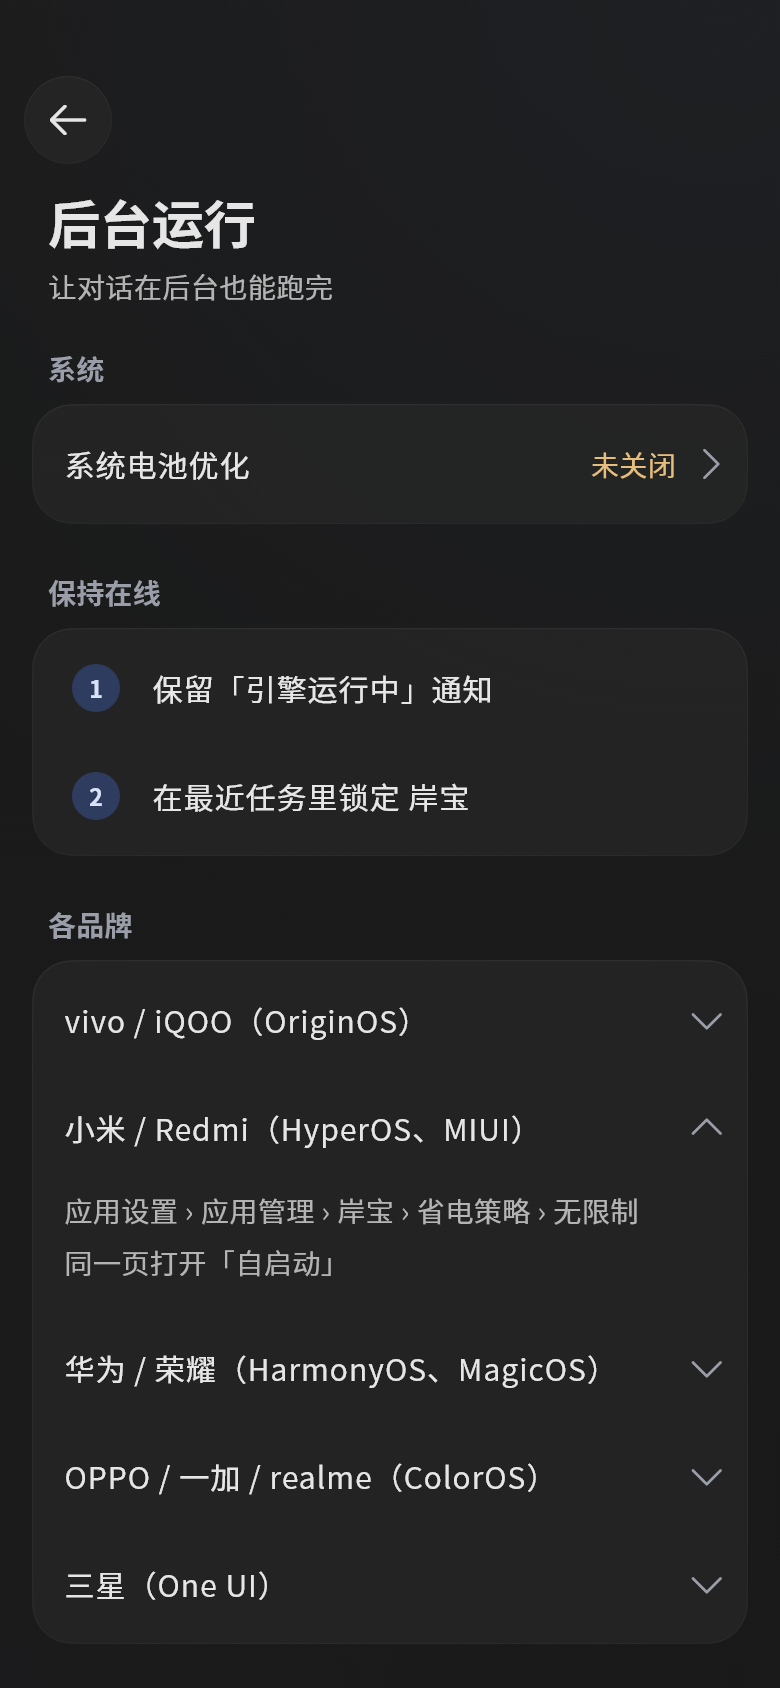 后台运行
让对话在后台也能跑完
系统
系统电池优化 未关闭
保持在线
1 保留「引擎运行中」通知
2 在最近任务里锁定 岸宝
各品牌
vivo / iQOO（OriginOS）
小米 / Redmi（HyperOS、MIUI）
应用设置 › 应用管理 › 岸宝 › 省电策略 › 无限制
同一页打开「自启动」
华为 / 荣耀（HarmonyOS、MagicOS）
OPPO / 一加 / realme（ColorOS）
三星（One UI）